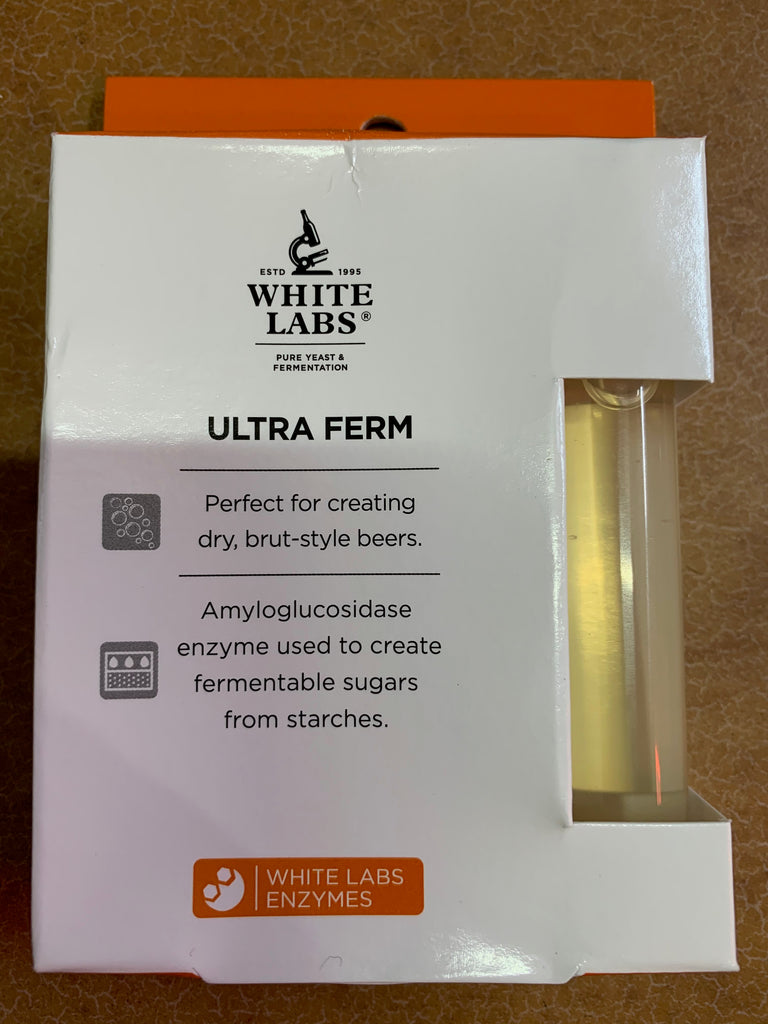 ESTD 1995
WHITE
LABS®
PURE YEAST &
FERMENTATION
ULTRA FERM
Perfect for creating
dry, brut-style beers.
Amyloglucosidase
enzyme used to create
fermentable sugars
from starches.
WHITE LABS
ENZYMES